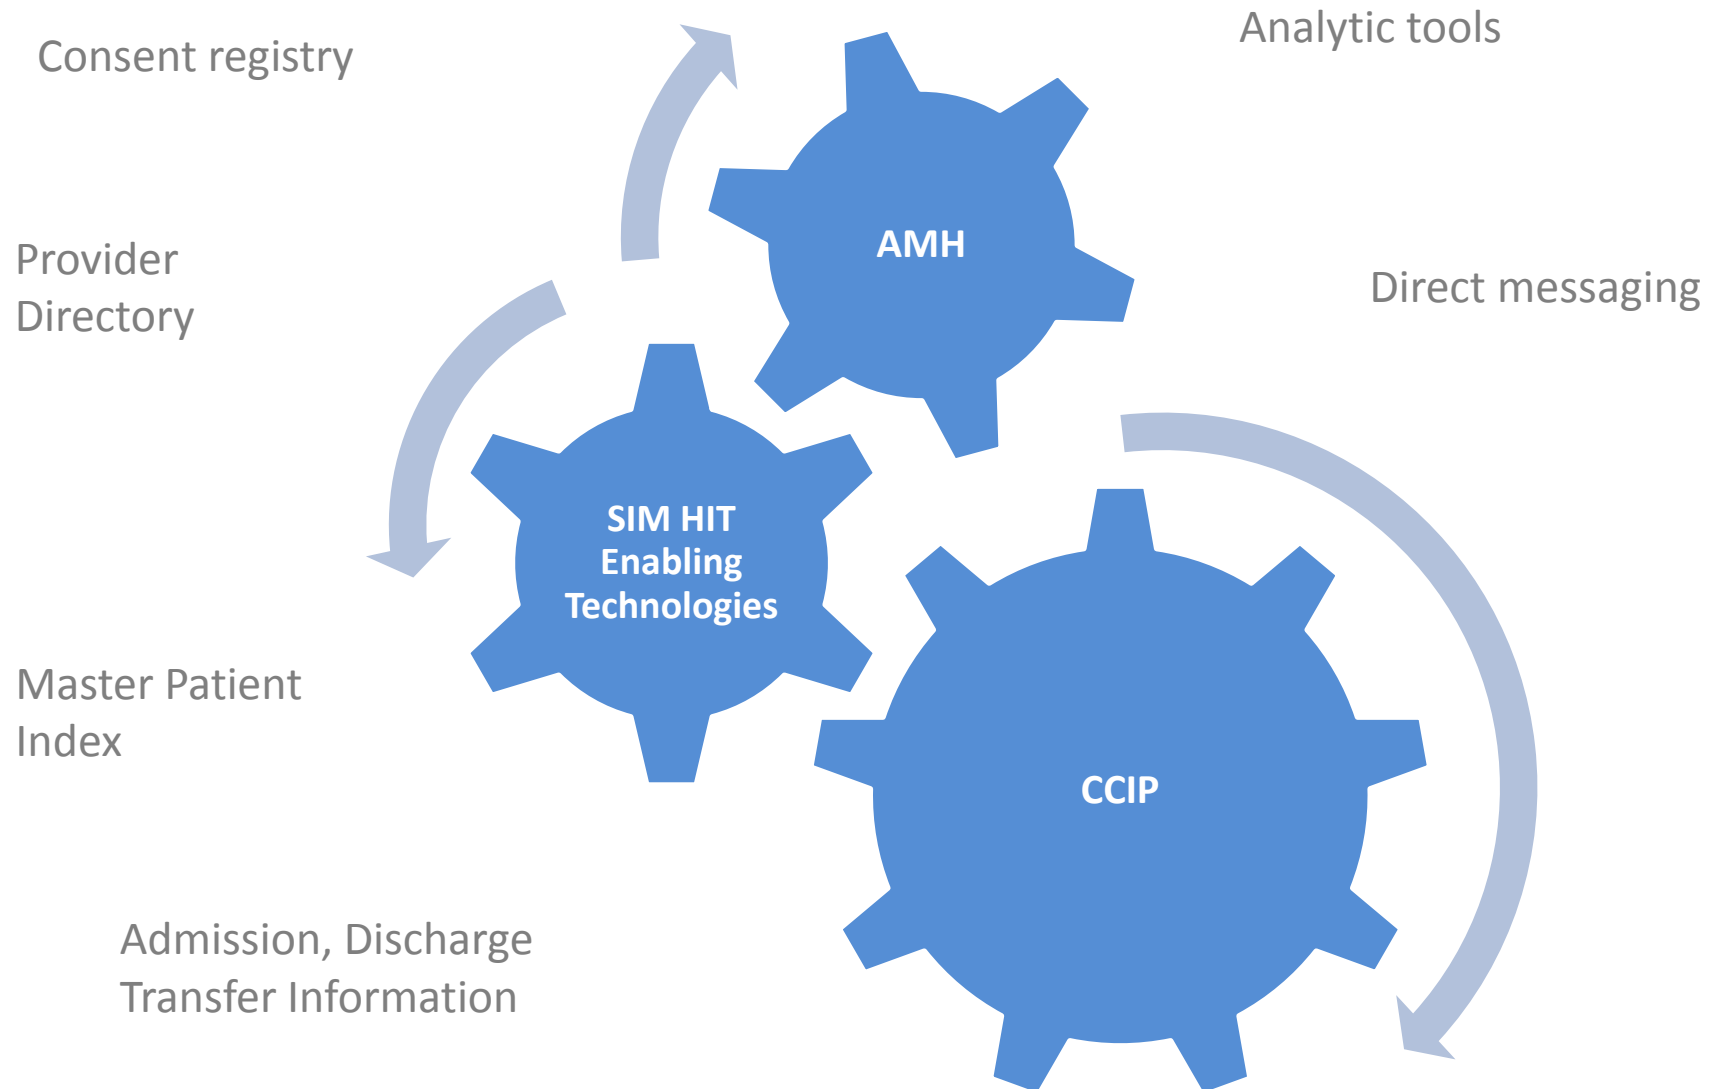 Consent registry
Analytic tools
AMH
Provider
Directory
Direct messaging
SIM HIT
Enabling
Technologies
Master Patient
Index
CCIP
Admission, Discharge
Transfer Information